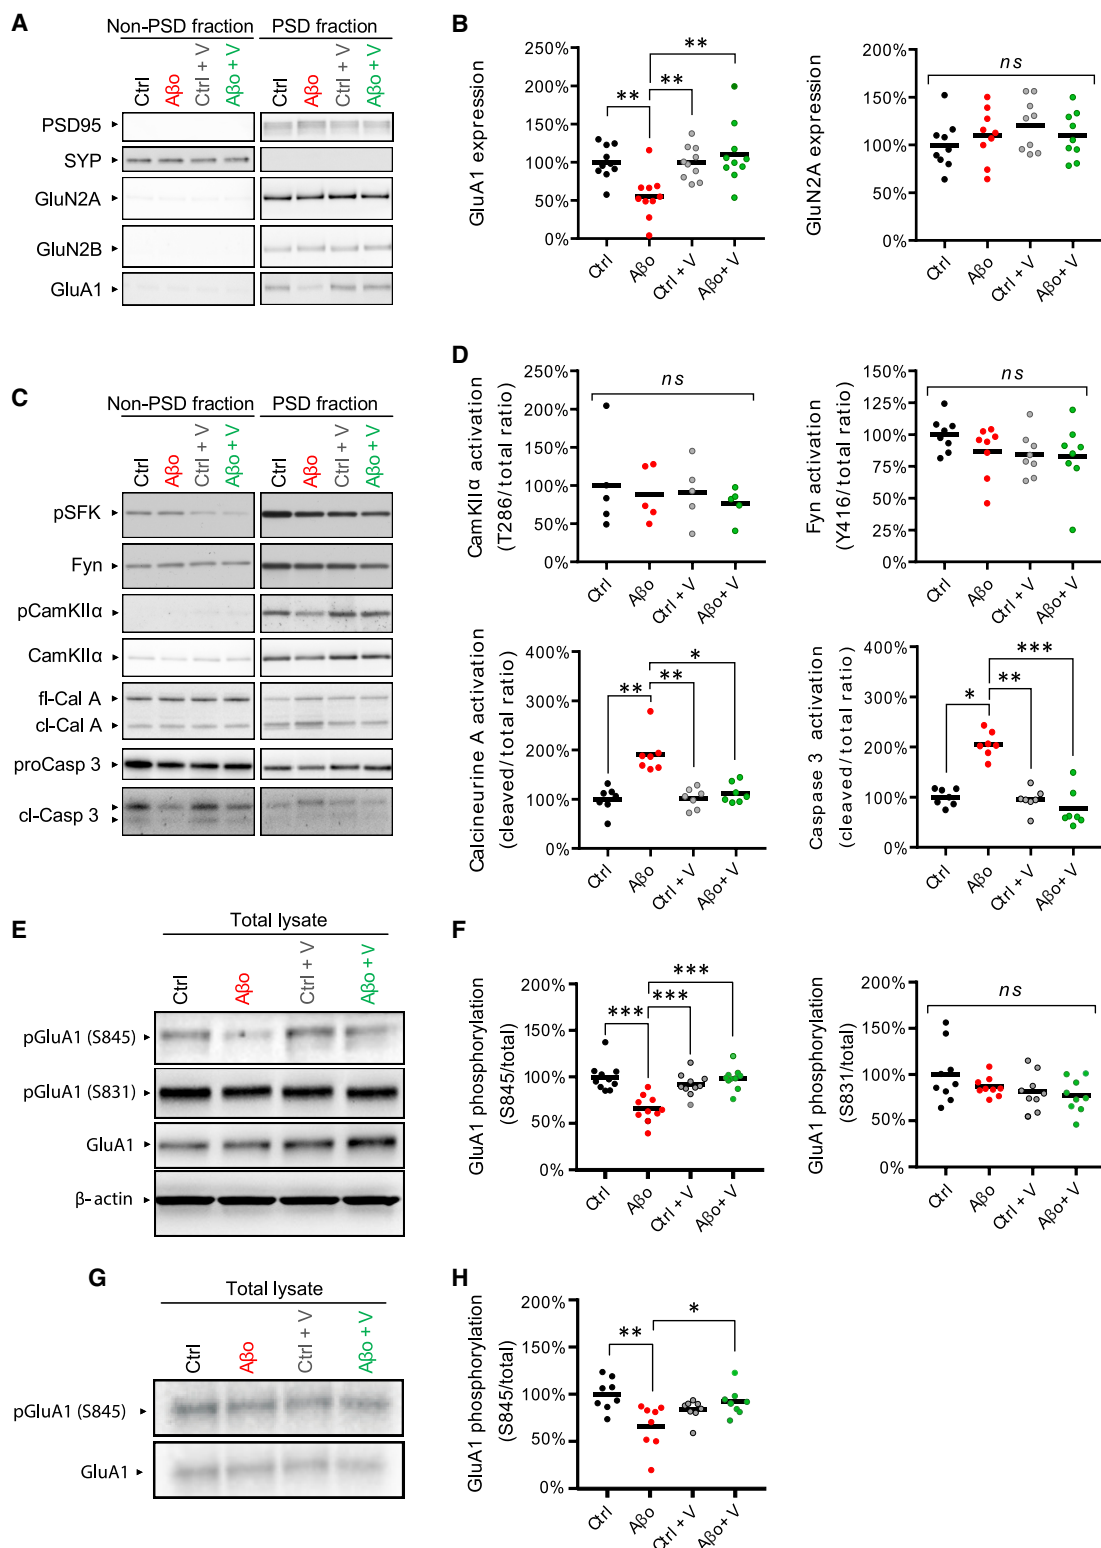 A
Non-PSD fraction PSD fraction
Ctrl Aβo Ctrl + V Aβo + V Ctrl Aβo Ctrl + V Aβo + V
PSD95
SYP
GluN2A
GluN2B
GluA1
B
GluA1 expression
250%
200%
150%
100%
50%
0%
** ** **
Ctrl Aβo Ctrl + V Aβo+ V
GluN2A expression
200%
150%
100%
50%
0%
ns
Ctrl Aβo Ctrl + V Aβo+ V
C
Non-PSD fraction PSD fraction
Ctrl Aβo Ctrl + V Aβo + V Ctrl Aβo Ctrl + V Aβo + V
pSFK
Fyn
pCamKIIα
CamKIIα
fl-Cal A
cl-Cal A
proCasp 3
cl-Casp 3
D
CamKIIα activation
(T286/total ratio)
250%
200%
150%
100%
50%
0%
ns
Ctrl Aβo Ctrl + V Aβo+ V
Fyn activation
(Y416/total ratio)
150%
125%
100%
75%
50%
25%
0%
ns
Ctrl Aβo Ctrl + V Aβo+ V
Calcineurine A activation
(cleaved/total ratio)
400%
300%
200%
100%
0%
** ** *
Ctrl Aβo Ctrl + V Aβo+ V
Caspase 3 activation
(cleaved/total ratio)
400%
300%
200%
100%
0%
* ** ***
Ctrl Aβo Ctrl + V Aβo+ V
E
Total lysate
Ctrl Aβo Ctrl + V Aβo + V
pGluA1 (S845)
pGluA1 (S831)
GluA1
β-actin
F
GluA1 phosphorylation
(S845/total)
200%
150%
100%
50%
0%
*** *** ***
Ctrl Aβo Ctrl + V Aβo+ V
GluA1 phosphorylation
(S831/total)
200%
150%
100%
50%
0%
ns
Ctrl Aβo Ctrl + V Aβo+ V
G
Total lysate
Ctrl Aβo Ctrl + V Aβo + V
pGluA1 (S845)
GluA1
H
GluA1 phosphorylation
(S845/total)
200%
150%
100%
50%
0%
** *
Ctrl Aβo Ctrl + V Aβo+ V